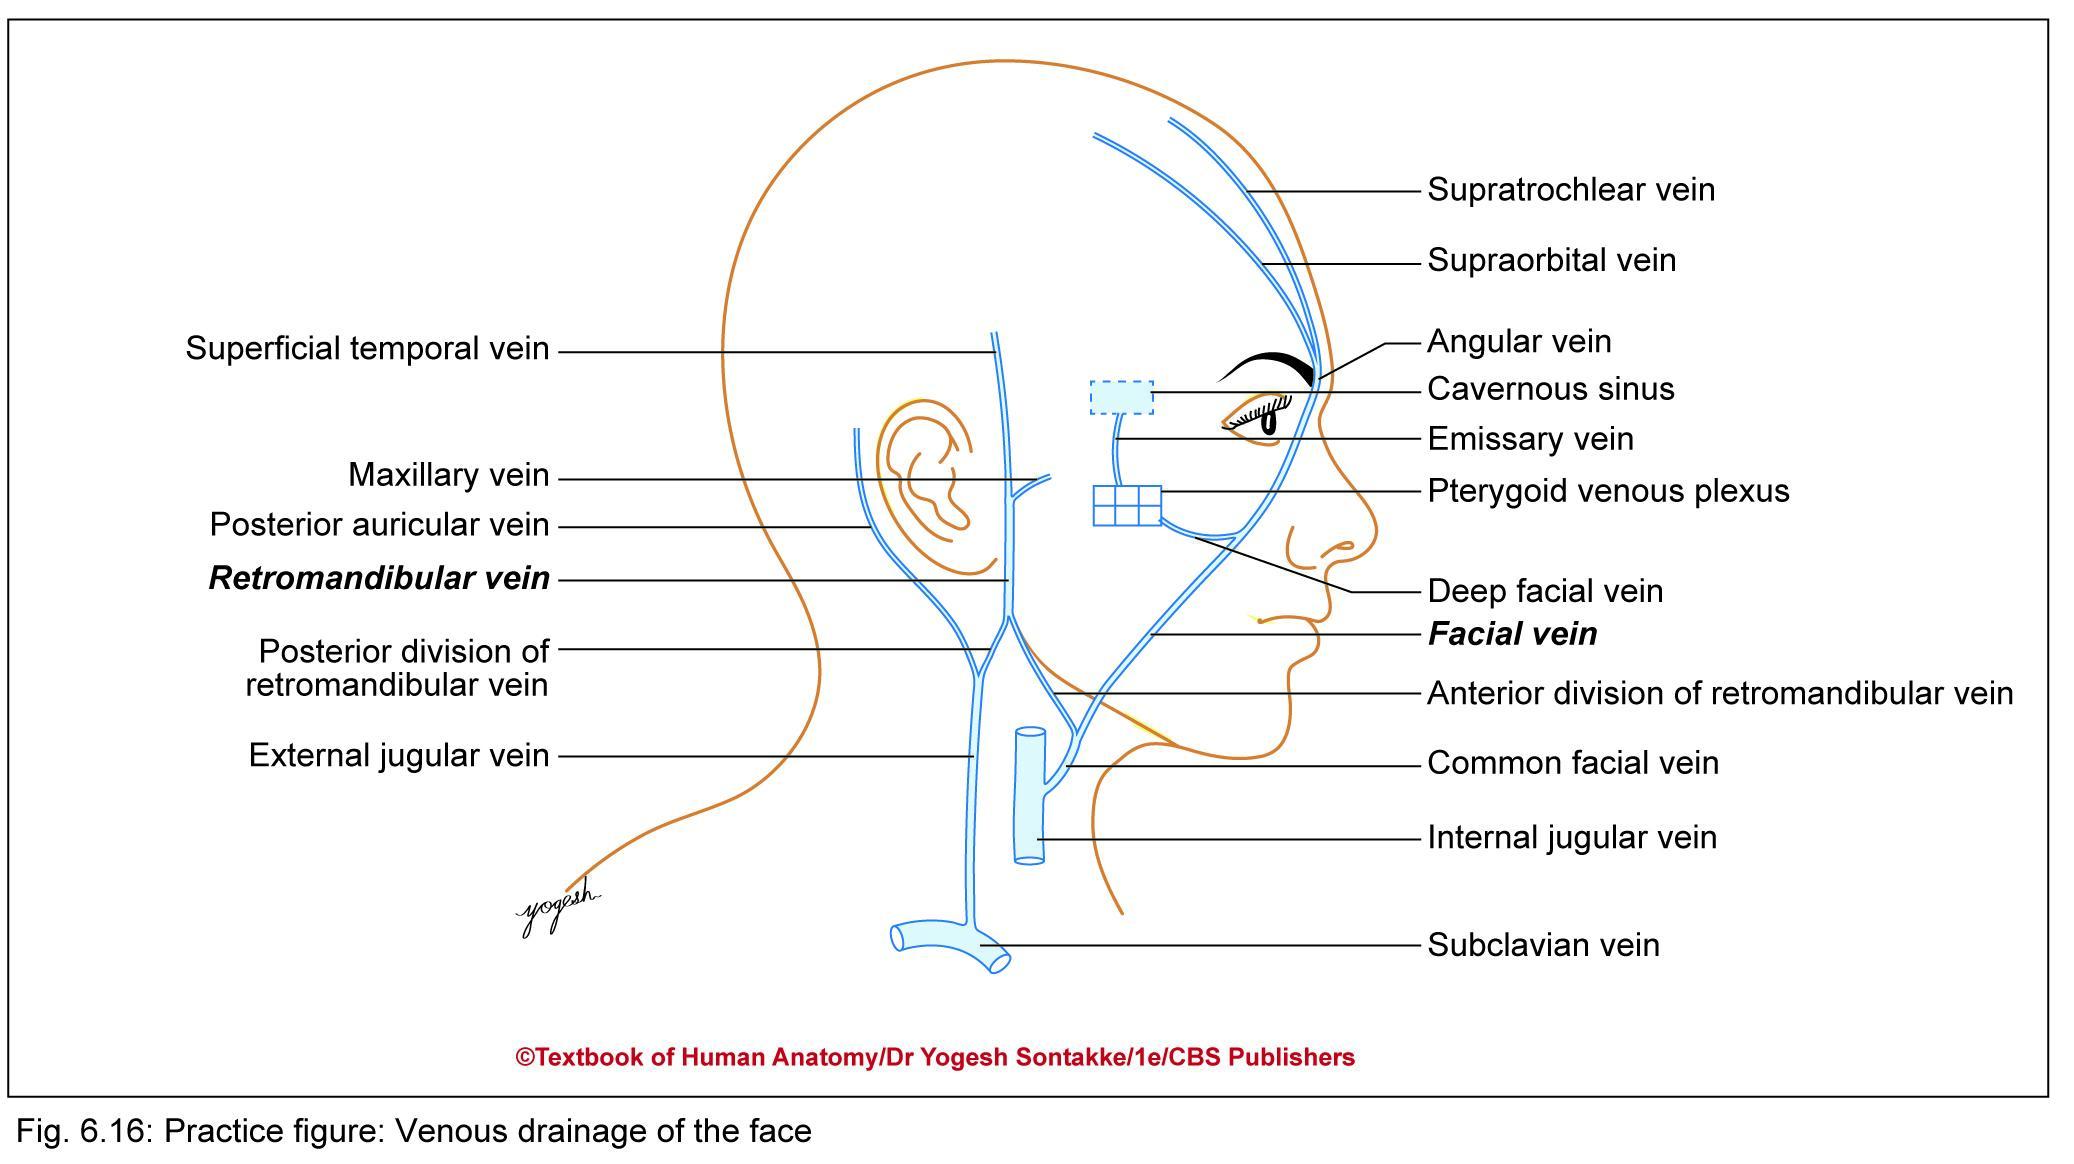 Supratrochlear vein
Supraorbital vein
Angular vein
Cavernous sinus
Emissary vein
Pterygoid venous plexus
Deep facial vein
Facial vein
Anterior division of retromandibular vein
Common facial vein
Internal jugular vein
Subclavian vein
Superficial temporal vein
Maxillary vein
Posterior auricular vein
Retromandibular vein
Posterior division of
retromandibular vein
External jugular vein
yogesh
©Textbook of Human Anatomy/Dr Yogesh Sontakke/1e/CBS Publishers
Fig. 6.16: Practice figure: Venous drainage of the face